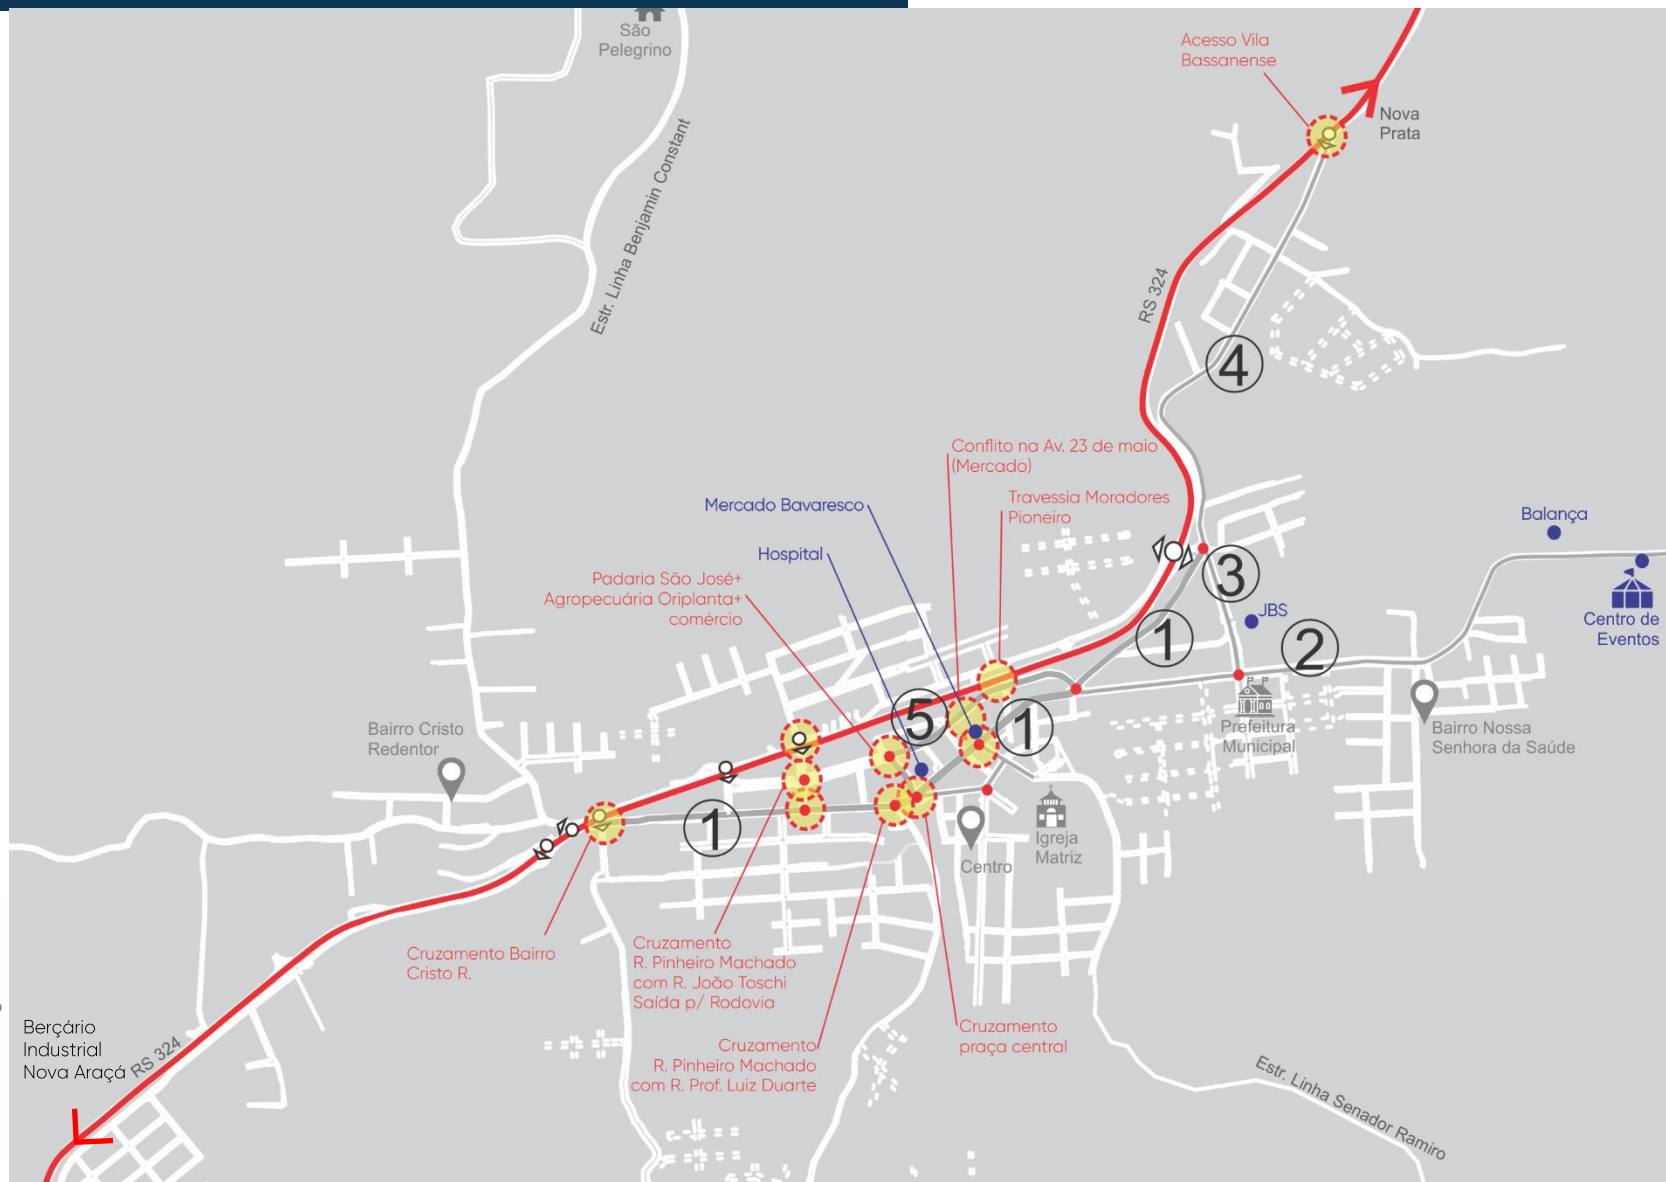 São
Pelegrino
Acesso Vila
Bassanense
Nova
Prata
Estr. Linha Benjamin Constant
RS 324
4
Conflito na Av. 23 de maio
(Mercado)
Mercado Bavaresco
Travessia Moradores
Pioneiro
Balança
Hospital
Padaria São José+
Agropecuária Oriplanta+
comércio
3
JBS
Centro de
Eventos
1
2
5
1
Bairro Cristo
Redentor
Prefeitura
Municipal
Bairro Nossa
Senhora da Saúde
1
Igreja
Matriz
Centro
Cruzamento Bairro
Cristo R.
Cruzamento
R. Pinheiro Machado
com R. João Toschi
Saída p/ Rodovia
Berçário
Industrial
Nova Araçá
RS 324
Cruzamento
praça central
Cruzamento
R. Pinheiro Machado
com R. Prof. Luiz Duarte
Estr. Linha Senador Ramiro